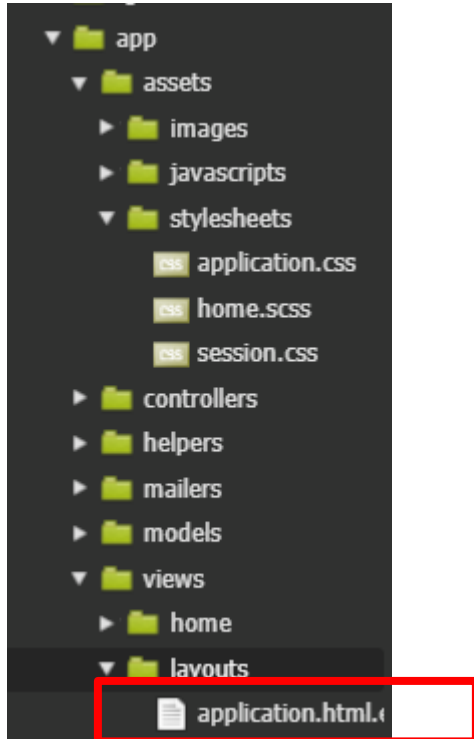 app
assets
images
javascripts
stylesheets
css application.css
css home.scss
css session.css
controllers
helpers
mailers
models
views
home
layouts
application.html.e